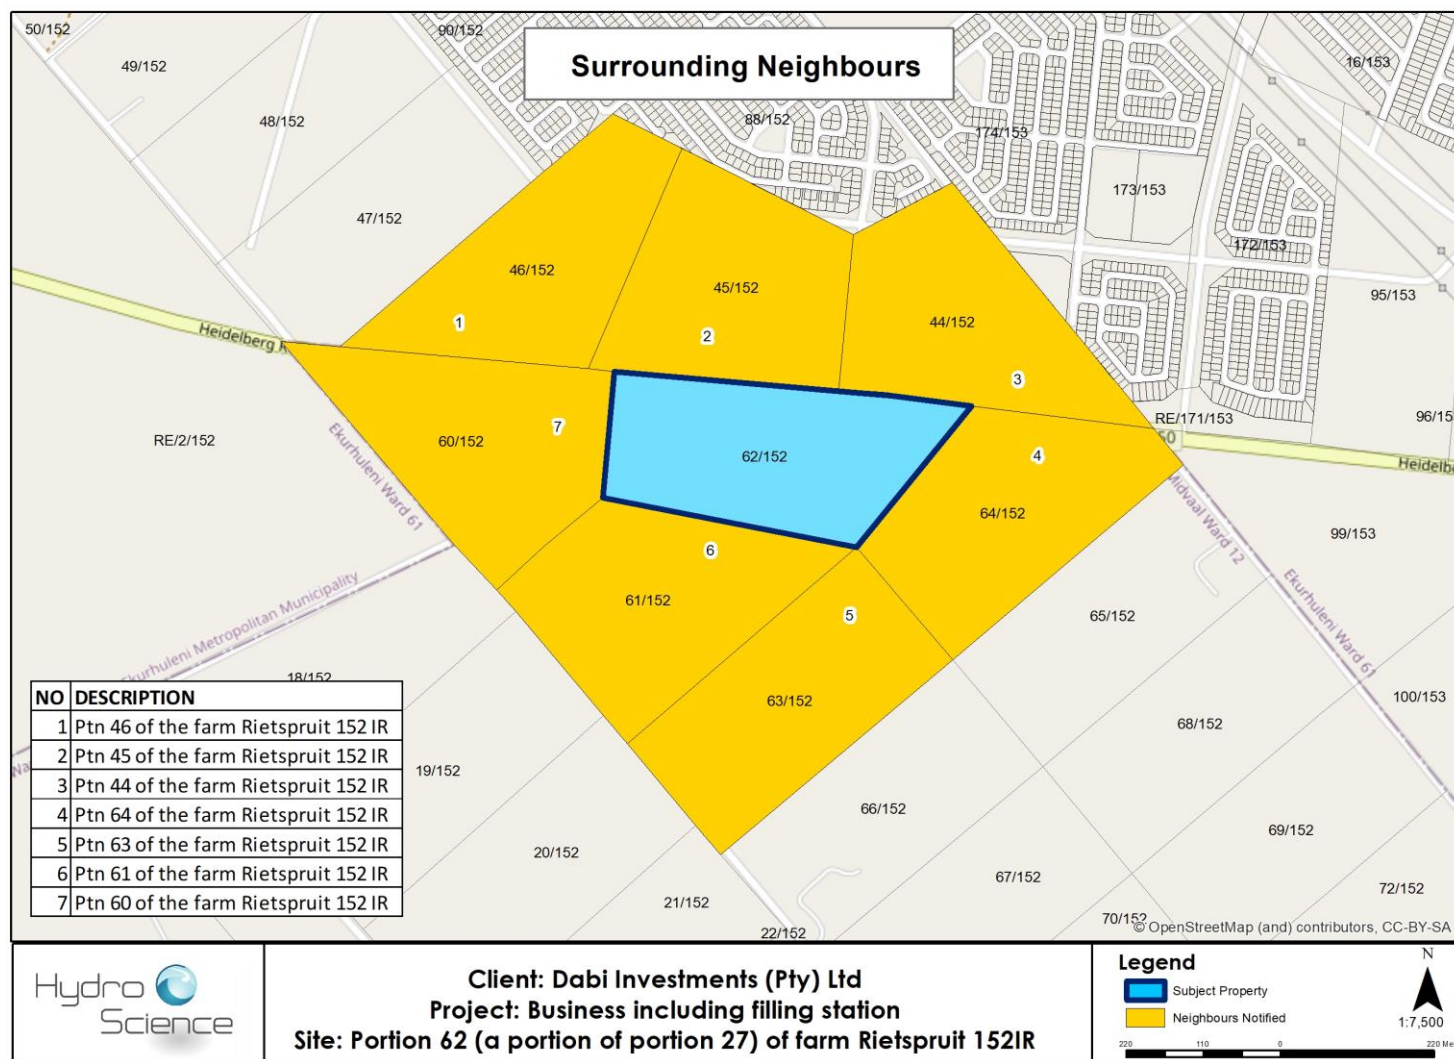 Surrounding Neighbours
50/152
49/152
90/152
48/152
88/152
174/153
16/153
173/153
47/152
172/153
46/152
45/152
95/153
44/152
1
2
3
Heidelberg
RE/171/153
96/15
RE/2/152
60/152
7
62/152
4
Ekurhuleni Ward 61
64/152
Midvaal Ward 12
99/153
6
61/152
5
65/152
Ekurhuleni Ward 61
Ekurhuleni Metropolitan Municipality
18/152
63/152
100/153
68/152
19/152
66/152
69/152
20/152
67/152
72/152
21/152
70/152
22/152
NO DESCRIPTION
1 Ptn 46 of the farm Rietspruit 152 IR
2 Ptn 45 of the farm Rietspruit 152 IR
3 Ptn 44 of the farm Rietspruit 152 IR
4 Ptn 64 of the farm Rietspruit 152 IR
5 Ptn 63 of the farm Rietspruit 152 IR
6 Ptn 61 of the farm Rietspruit 152 IR
7 Ptn 60 of the farm Rietspruit 152 IR
© OpenStreetMap (and) contributors, CC-BY-SA
Hydro
Science
Client: Dabi Investments (Pty) Ltd
Project: Business including filling station
Site: Portion 62 (a portion of portion 27) of farm Rietspruit 152IR
Legend
Subject Property
Neighbours Notified
N
1:7,500
220 110 0 220 Me